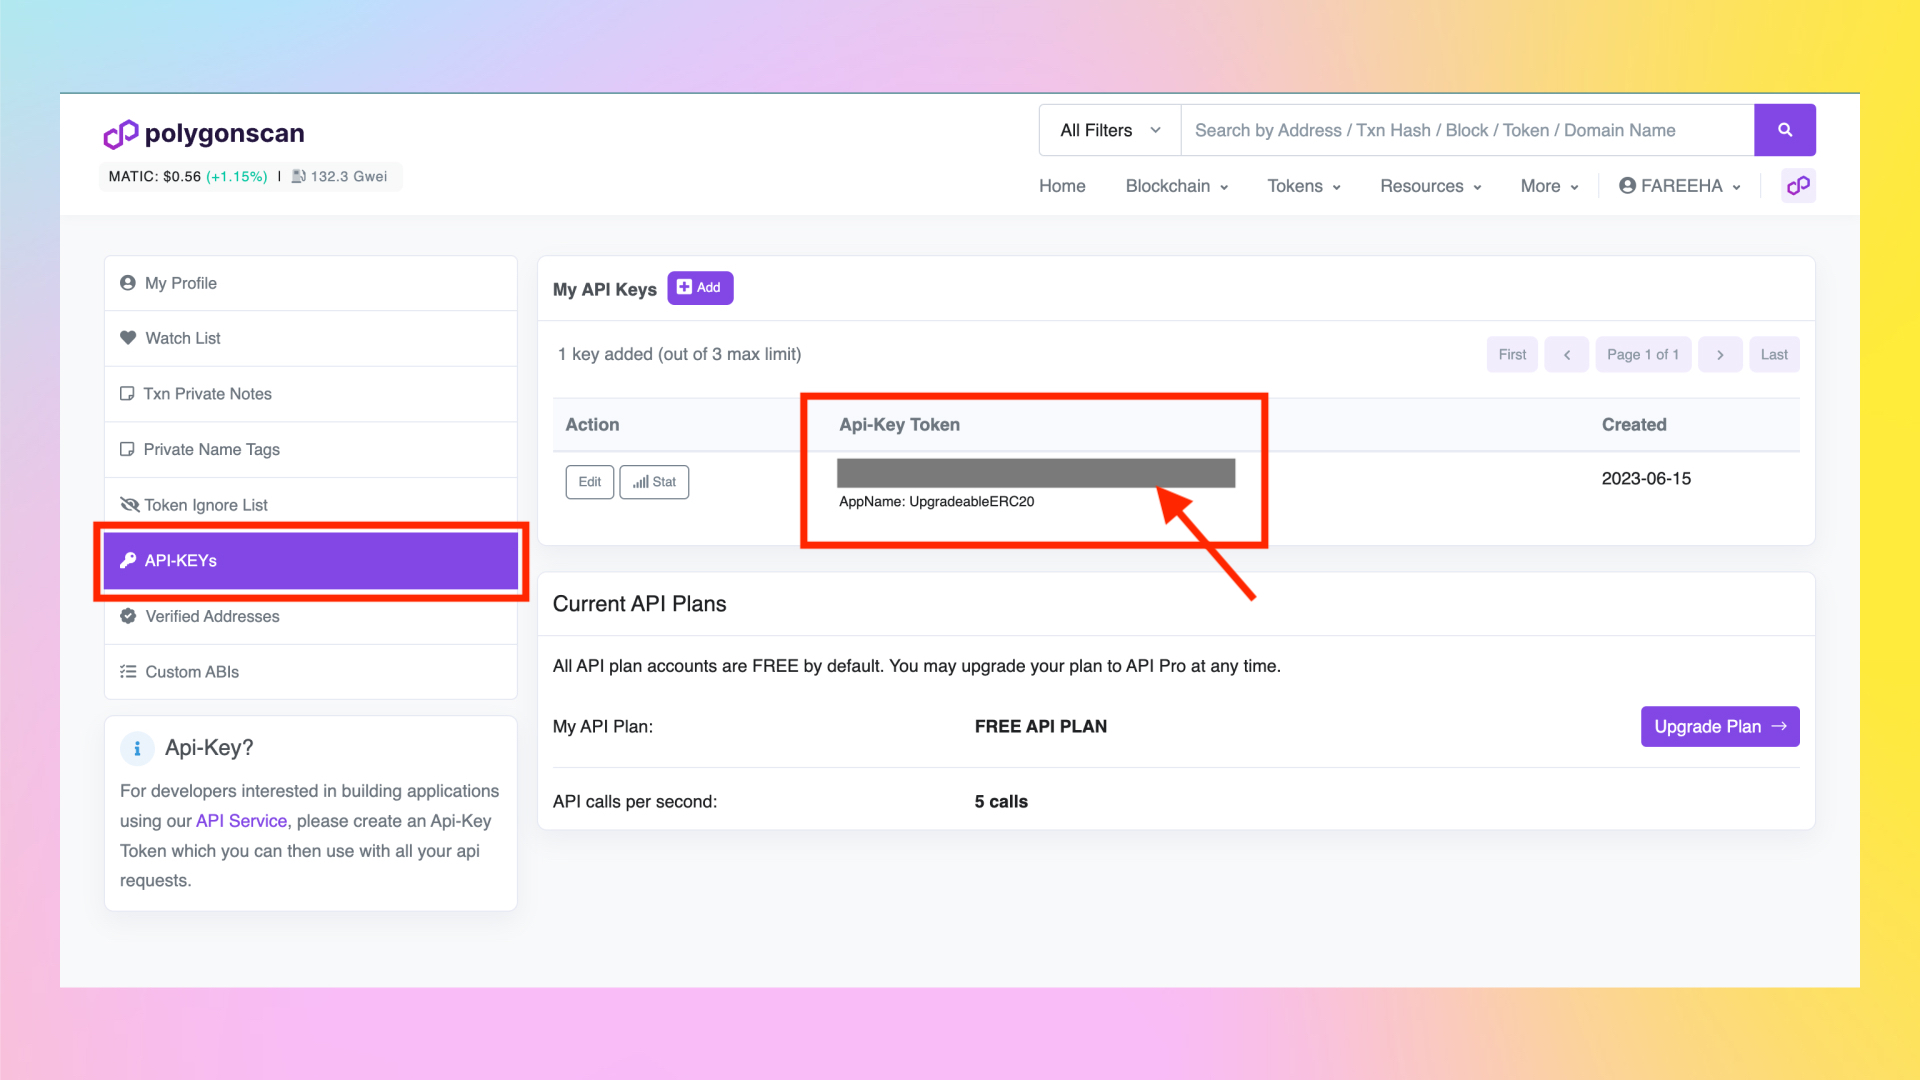 polygonscan
MATIC: $0.56 (+1.15%) | 132.3 Gwei
All Filters
Search by Address / Txn Hash / Block / Token / Domain Name
Home
Blockchain
Tokens
Resources
More
FAREEHA
My Profile
Watch List
Txn Private Notes
Private Name Tags
Token Ignore List
API-KEYs
Verified Addresses
Custom ABIs
Api-Key?
For developers interested in building applications
using our API Service, please create an Api-Key
Token which you can then use with all your api
requests.
My API Keys
Add
1 key added (out of 3 max limit)
First
Page 1 of 1
Last
Action
Api-Key Token
Created
Edit
Stat
AppName: UpgradeableERC20
2023-06-15
Current API Plans
All API plan accounts are FREE by default. You may upgrade your plan to API Pro at any time.
My API Plan:
FREE API PLAN
Upgrade Plan
API calls per second:
5 calls